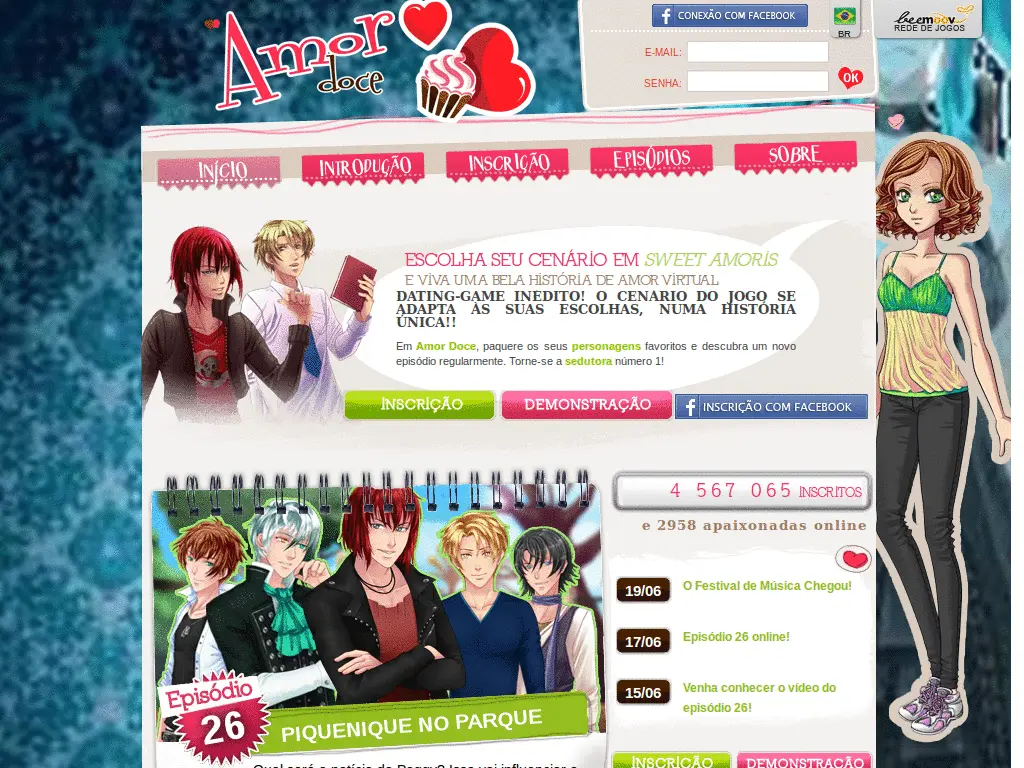 Amor
doce
CONEXÃO COM FACEBOOK
BR
beemoov
REDE DE JOGOS
E-MAIL:
SENHA:
OK
INÍCIO
INTRODUÇÃO
INSCRIÇÃO
EPISÓDIOS
SOBRE
ESCOLHA SEU CENÁRIO EM SWEET AMORIS
E VIVA UMA BELA HISTÓRIA DE AMOR VIRTUAL
DATING-GAME INEDITO! O CENARIO DO JOGO SE
ADAPTA ÀS SUAS ESCOLHAS, NUMA HISTÓRIA
ÚNICA!!
Em Amor Doce, paquere os seus personagens favoritos e descubra um novo
episódio regularmente. Torne-se a sedutora número 1!
INSCRIÇÃO
DEMONSTRAÇÃO
INSCRIÇÃO COM FACEBOOK
4 567 065 INSCRITOS
e 2958 apaixonadas online
19/06
O Festival de Música Chegou!
17/06
Episódio 26 online!
15/06
Venha conhecer o vídeo do
episódio 26!
Episódio
26
PIQUENIQUE NO PARQUE
INSCRIÇÃO
DEMONSTRAÇÃO